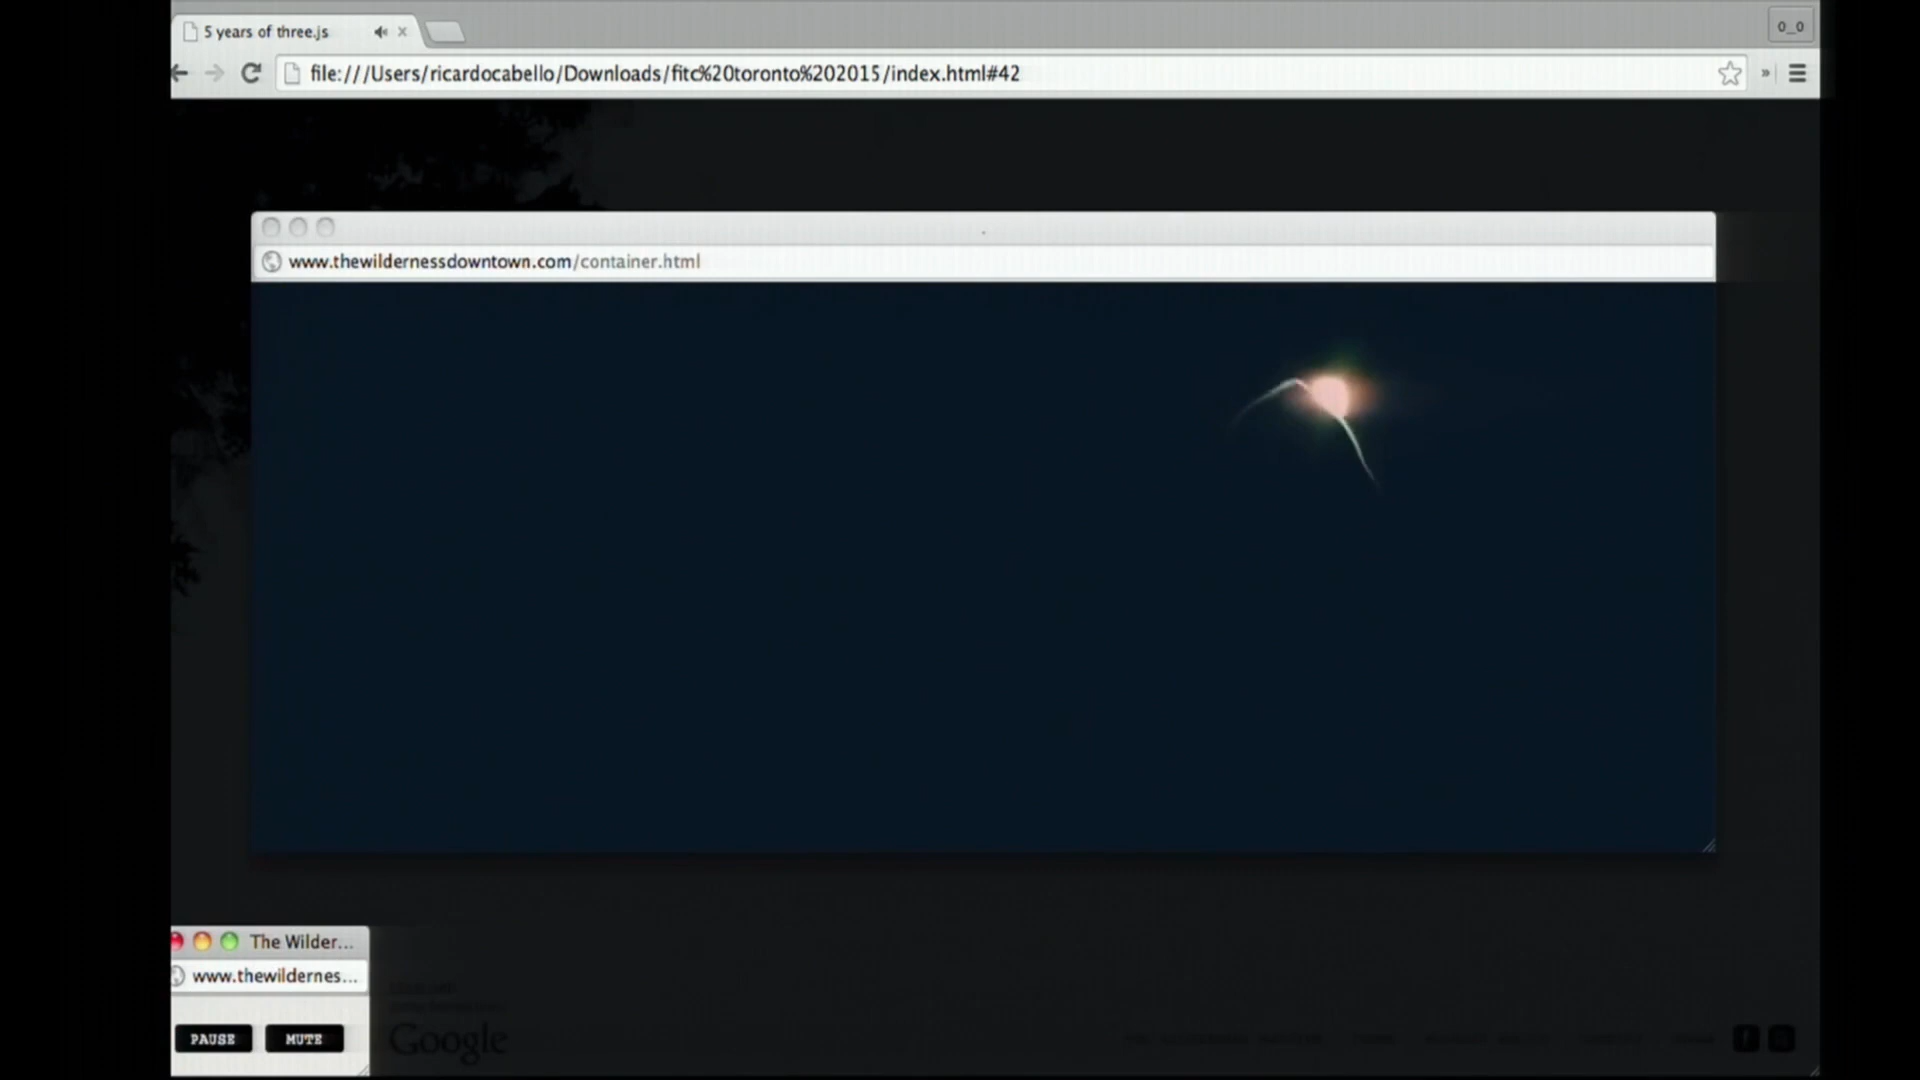 5 years of three.js
0_0
file:///Users/ricardocabello/Downloads/fitc%20toronto%202015/index.html#42
www.thewildernessdowntown.com/container.html
The Wilder...
www.thewildernes...
PAUSE MUTE
Google